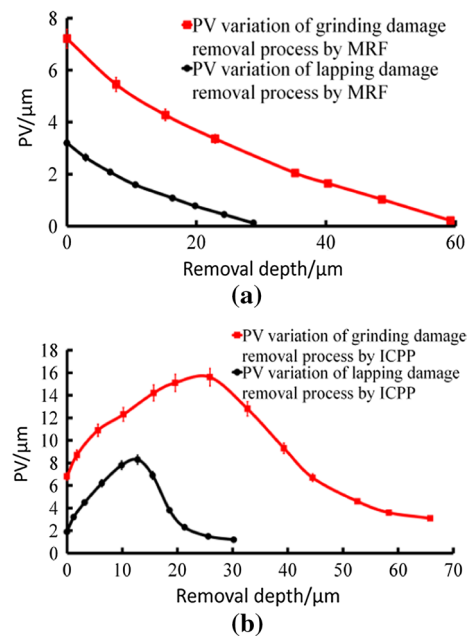 8
6
4
2
0
PV/μm
PV variation of grinding damage
removal process by MRF
PV variation of lapping damage
removal process by MRF
0
20
40
60
Removal depth/μm
(a)
18
16
14
12
10
8
6
4
2
0
PV/μm
PV variation of grinding damage
removal process by ICPP
PV variation of lapping damage
removal process by ICPP
0
10
20
30
40
50
60
70
Removal depth/μm
(b)